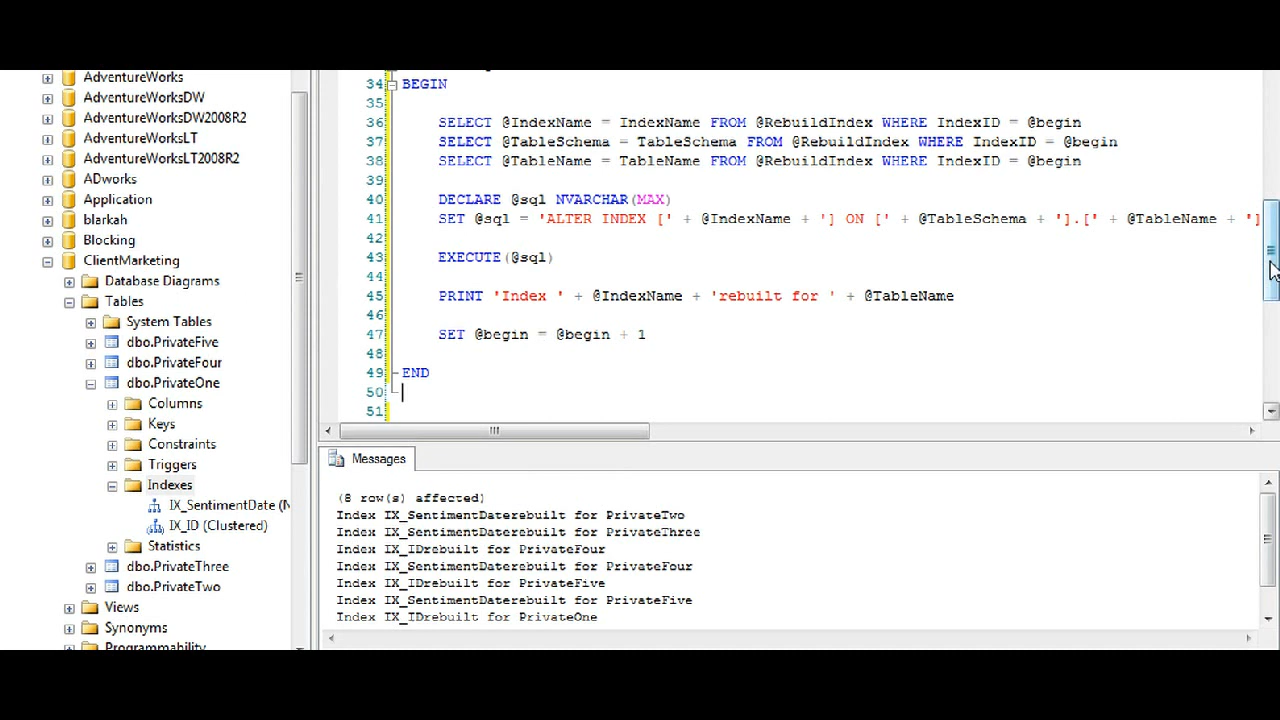 AdventureWorks
AdventureWorksDW
AdventureWorksDW2008R2
AdventureWorksLT
AdventureWorksLT2008R2
ADworks
Application
blarkah
Blocking
ClientMarketing
Database Diagrams
Tables
System Tables
dbo.PrivateFive
dbo.PrivateFour
dbo.PrivateOne
Columns
Keys
Constraints
Triggers
Indexes
IX_SentimentDate (N
IX_ID (Clustered)
Statistics
dbo.PrivateThree
dbo.PrivateTwo
Views
Synonyms
Programmability
34 BEGIN
35
36 SELECT @IndexName = IndexName FROM @RebuildIndex WHERE IndexID = @begin
37 SELECT @TableSchema = TableSchema FROM @RebuildIndex WHERE IndexID = @begin
38 SELECT @TableName = TableName FROM @RebuildIndex WHERE IndexID = @begin
39
40 DECLARE @sql NVARCHAR(MAX)
41 SET @sql = 'ALTER INDEX [' + @IndexName + '] ON [' + @TableSchema + '].[' + @TableName + ']
42
43 EXECUTE(@sql)
44
45 PRINT 'Index ' + @IndexName + 'rebuilt for ' + @TableName
46
47 SET @begin = @begin + 1
48
49 END
50
51
Messages
(8 row(s) affected)
Index IX_SentimentDaterebuilt for PrivateTwo
Index IX_SentimentDaterebuilt for PrivateThree
Index IX_IDrebuilt for PrivateFour
Index IX_SentimentDaterebuilt for PrivateFour
Index IX_IDrebuilt for PrivateFive
Index IX_SentimentDaterebuilt for PrivateFive
Index IX_IDrebuilt for PrivateOne